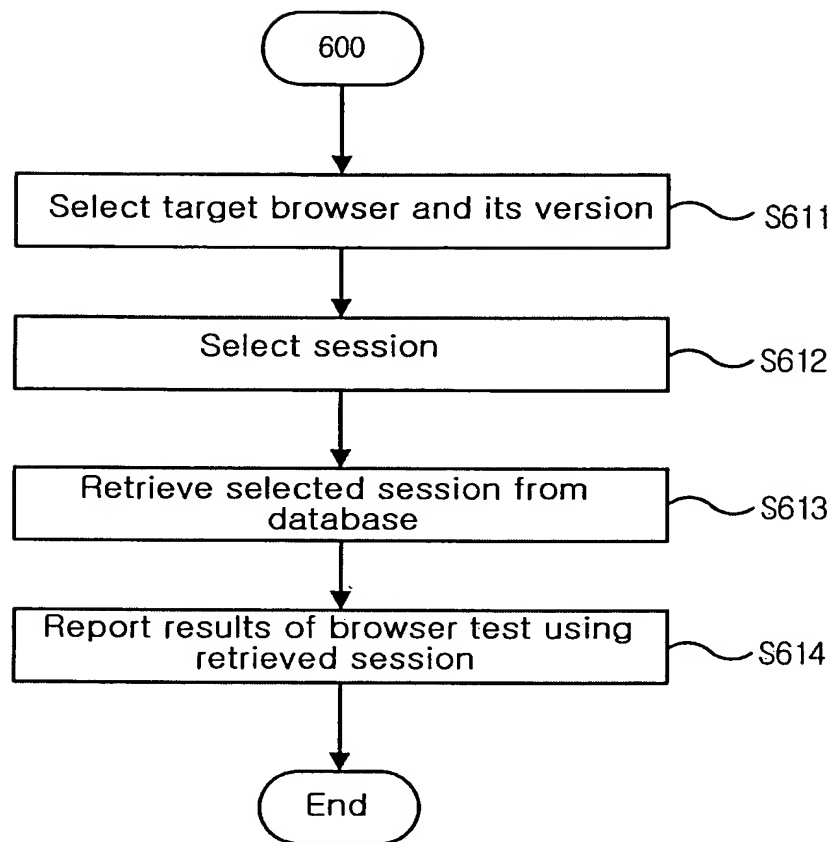 600
Select target browser and its version
S611
Select session
S612
Retrieve selected session from
database
S613
Report results of browser test using
retrieved session
S614
End